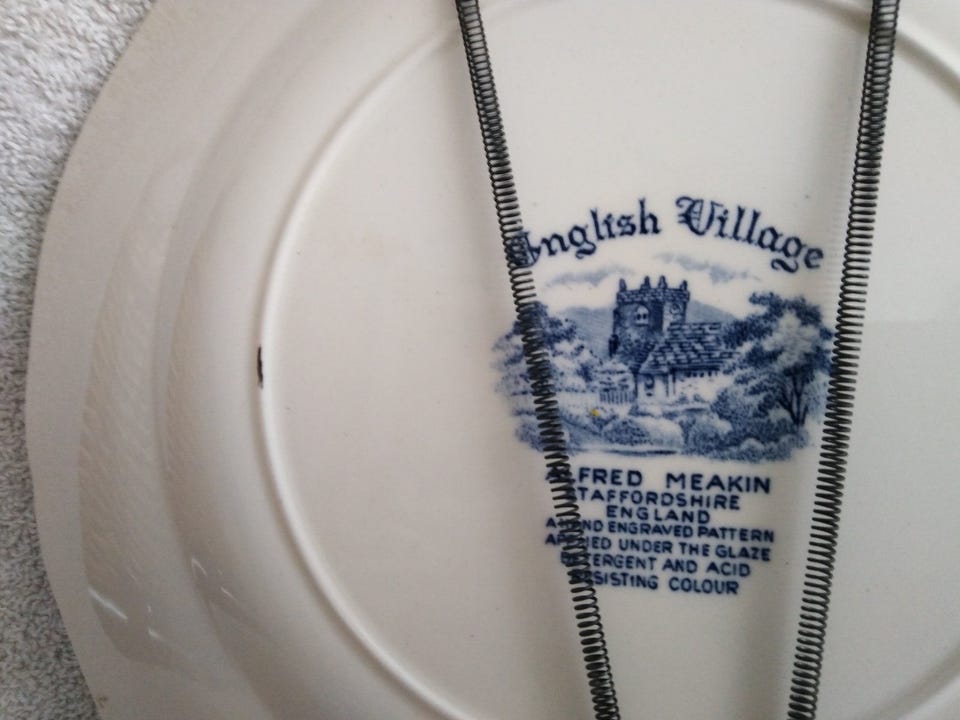 English Village
ALFRED MEAKIN
STAFFORDSHIRE
ENGLAND
A HAND ENGRAVED PATTERN
APPLIED UNDER THE GLAZE
DETERGENT AND ACID
RESISTING COLOUR